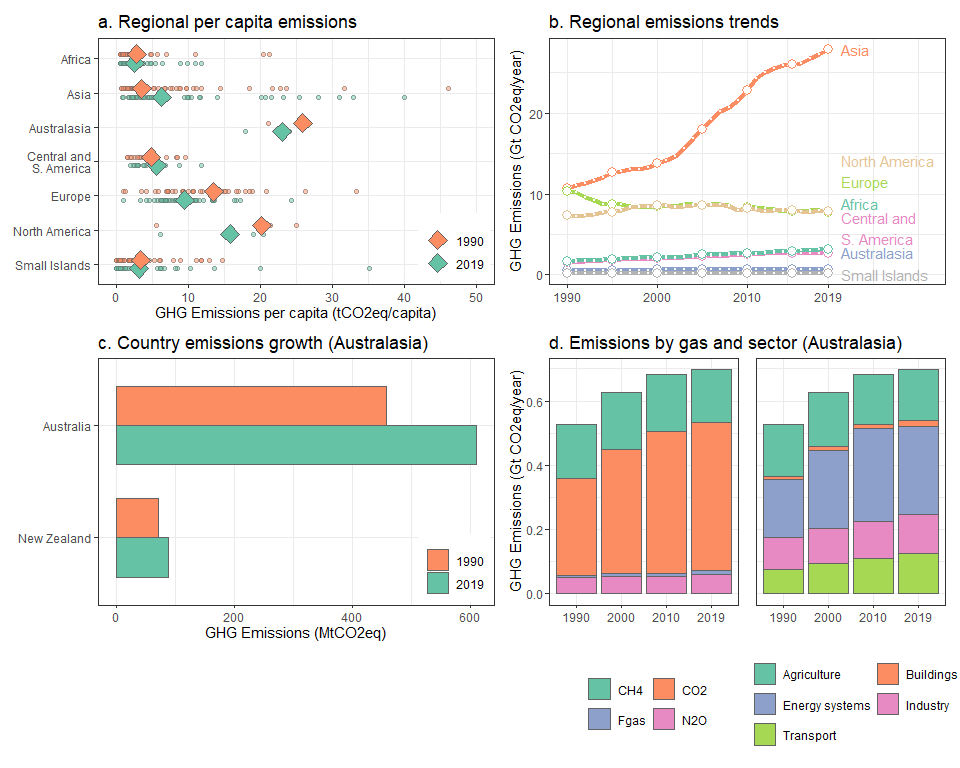 a. Regional per capita emissions
Africa
Asia
Australasia
Central and
S. America
Europe
North America
Small Islands
1990
2019
0
10
20
30
40
50
GHG Emissions per capita (tCO2eq/capita)
b. Regional emissions trends
GHG Emissions (Gt CO2eq/year)
20
10
0
Asia
North America
Europe
Africa
Central and
S. America
Australasia
Small Islands
1990
2000
2010
2019
c. Country emissions growth (Australasia)
Australia
New Zealand
1990
2019
0
200
400
600
GHG Emissions (MtCO2eq)
d. Emissions by gas and sector (Australasia)
GHG Emissions (Gt CO2eq/year)
0.6
0.4
0.2
0.0
1990
2000
2010
2019
1990
2000
2010
2019
CH4
CO2
Fgas
N2O
Agriculture
Buildings
Energy systems
Industry
Transport